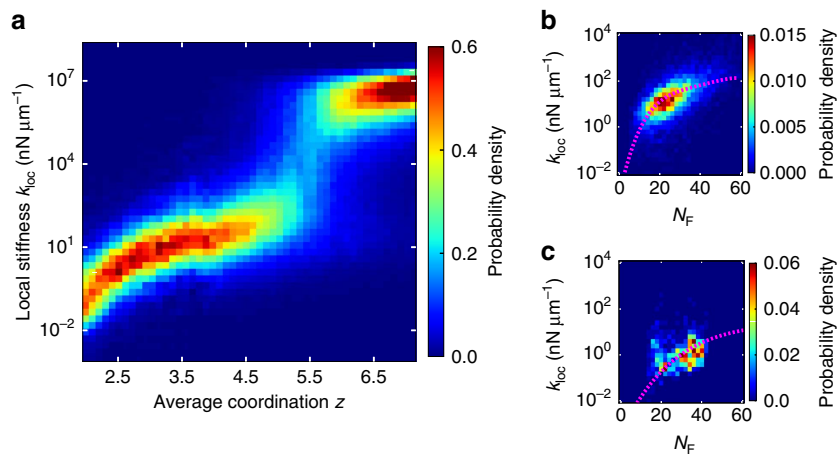 a
Local stiffness k_loc (nN μm⁻¹)
10⁷
10⁴
10¹
10⁻²
2.5 3.5 4.5 5.5 6.5
Average coordination z
0.6
0.4
0.2
0.0
Probability density
b
k_loc (nN μm⁻¹)
10⁴
10²
10⁰
10⁻²
0 20 40 60
N_F
0.015
0.010
0.005
0.000
Probability density
c
k_loc (nN μm⁻¹)
10⁴
10²
10⁰
10⁻²
0 20 40 60
N_F
0.06
0.04
0.02
0.0
Probability density